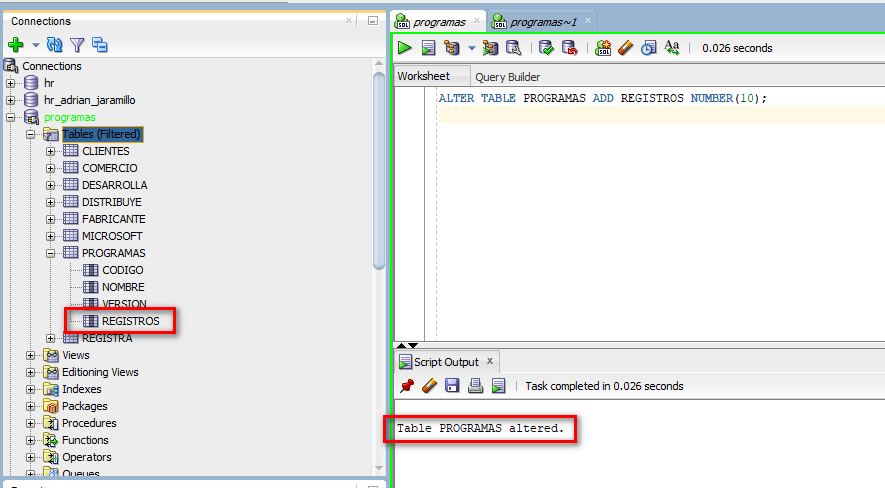 Connections
Connections
hr
hr_adrian_jaramillo
programas
Tables (Filtered)
CLIENTES
COMERCIO
DESARROLLA
DISTRIBUYE
FABRICANTE
MICROSOFT
PROGRAMAS
CODIGO
NOMBRE
VERSION
REGISTROS
REGISTRA
Views
Editioning Views
Indexes
Packages
Procedures
Functions
Operators
Queues
programas
programas~1
0.026 seconds
Worksheet Query Builder
ALTER TABLE PROGRAMAS ADD REGISTROS NUMBER(10);
Script Output
Task completed in 0.026 seconds
Table PROGRAMAS altered.